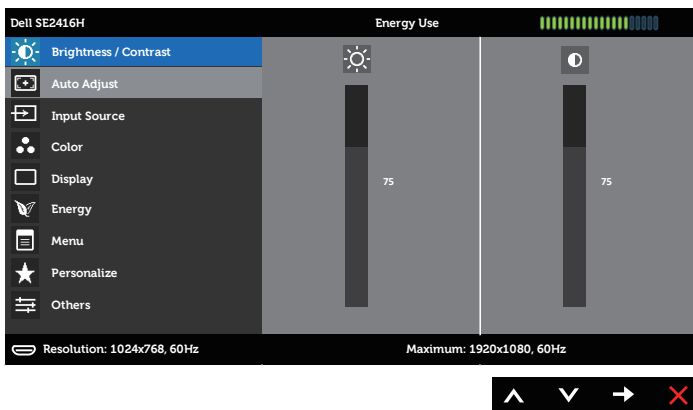 Dell SE2416H
Energy Use
Brightness / Contrast
Auto Adjust
Input Source
Color
Display
75
75
Energy
Menu
Personalize
Others
Resolution: 1024x768, 60Hz
Maximum: 1920x1080, 60Hz